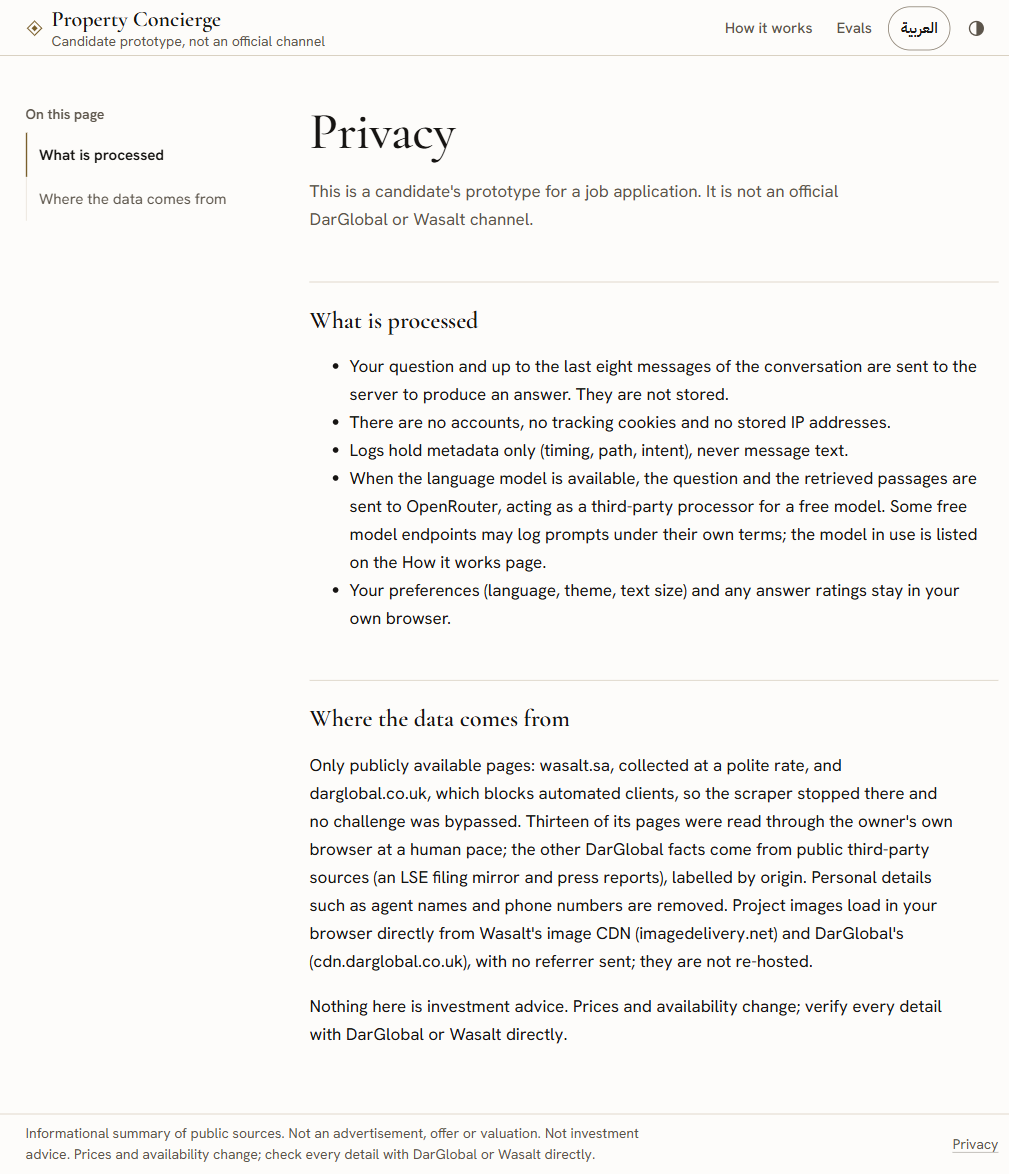 Property Concierge
Candidate prototype, not an official channel
How it works
Evals
العربية
On this page
What is processed
Where the data comes from
Privacy
This is a candidate's prototype for a job application. It is not an official
DarGlobal or Wasalt channel.
What is processed
• Your question and up to the last eight messages of the conversation are sent to the
server to produce an answer. They are not stored.
• There are no accounts, no tracking cookies and no stored IP addresses.
• Logs hold metadata only (timing, path, intent), never message text.
• When the language model is available, the question and the retrieved passages are
sent to OpenRouter, acting as a third-party processor for a free model. Some free
model endpoints may log prompts under their own terms; the model in use is listed
on the How it works page.
• Your preferences (language, theme, text size) and any answer ratings stay in your
own browser.
Where the data comes from
Only publicly available pages: wasalt.sa, collected at a polite rate, and
darglobal.co.uk, which blocks automated clients, so the scraper stopped there and
no challenge was bypassed. Thirteen of its pages were read through the owner's own
browser at a human pace; the other DarGlobal facts come from public third-party
sources (an LSE filing mirror and press reports), labelled by origin. Personal details
such as agent names and phone numbers are removed. Project images load in your
browser directly from Wasalt's image CDN (imagedelivery.net) and DarGlobal's
(cdn.darglobal.co.uk), with no referrer sent; they are not re-hosted.
Nothing here is investment advice. Prices and availability change; verify every detail
with DarGlobal or Wasalt directly.
Informational summary of public sources. Not an advertisement, offer or valuation. Not investment
advice. Prices and availability change; check every detail with DarGlobal or Wasalt directly.
Privacy